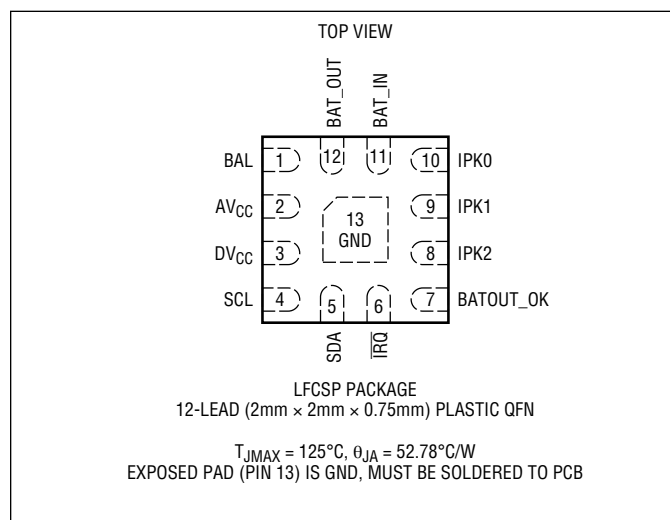 TOP VIEW
BAT_OUT
BAT_IN
BAL 1 12 11 10 IPK0
AVCC 2 9 IPK1
13
GND
DVCC 3 8 IPK2
SCL 4 5 6 7 BATOUT_OK
SDA
IRQ
LFCSP PACKAGE
12-LEAD (2mm × 2mm × 0.75mm) PLASTIC QFN
TJMAX = 125°C, θJA = 52.78°C/W
EXPOSED PAD (PIN 13) IS GND, MUST BE SOLDERED TO PCB